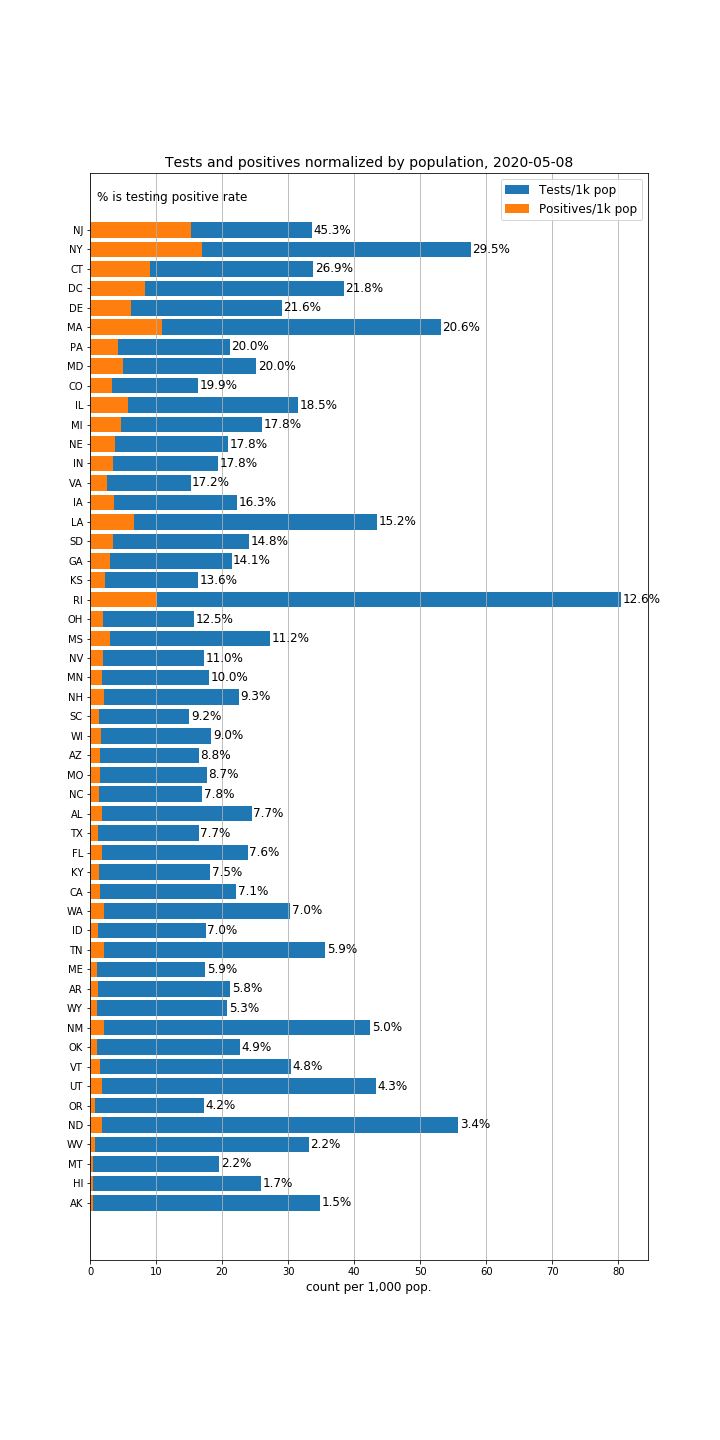 Tests and positives normalized by population, 2020-05-08
% is testing positive rate
Tests/1k pop
Positives/1k pop
NJ 45.3%
NY 29.5%
CT 26.9%
DC 21.8%
DE 21.6%
MA 20.6%
PA 20.0%
MD 20.0%
CO 19.9%
IL 18.5%
MI 17.8%
NE 17.8%
IN 17.8%
VA 17.2%
IA 16.3%
LA 15.2%
SD 14.8%
GA 14.1%
KS 13.6%
RI 12.6%
OH 12.5%
MS 11.2%
NV 11.0%
MN 10.0%
NH 9.3%
SC 9.2%
WI 9.0%
AZ 8.8%
MO 8.7%
NC 7.8%
AL 7.7%
TX 7.7%
FL 7.6%
KY 7.5%
CA 7.1%
WA 7.0%
ID 7.0%
TN 5.9%
ME 5.9%
AR 5.8%
WY 5.3%
NM 5.0%
OK 4.9%
VT 4.8%
UT 4.3%
OR 4.2%
ND 3.4%
WV 2.2%
MT 2.2%
HI 1.7%
AK 1.5%
0 10 20 30 40 50 60 70 80
count per 1,000 pop.